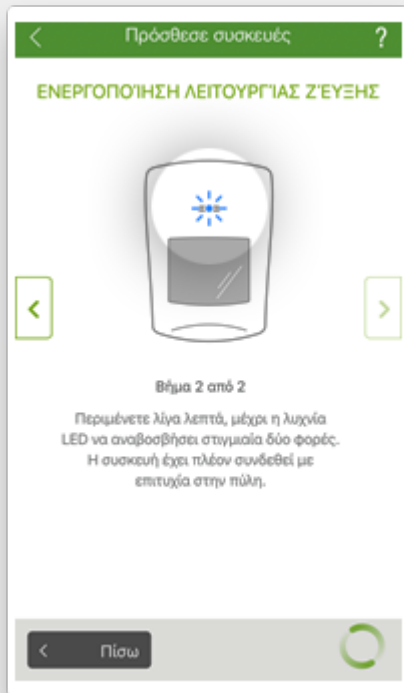 Πρόσθεσε συσκευές ?
ΕΝΕΡΓΟΠΟΊΗΣΗ ΛΕΙΤΟΥΡΓΊΑΣ ΖΈΥΞΗΣ
Βήμα 2 από 2
Περιμένετε λίγα λεπτά, μέχρι η λυχνία
LED να αναβοσβήσει στιγμιαία δύο φορές.
Η συσκευή έχει πλέον συνδεθεί με
επιτυχία στην πύλη.
Πίσω